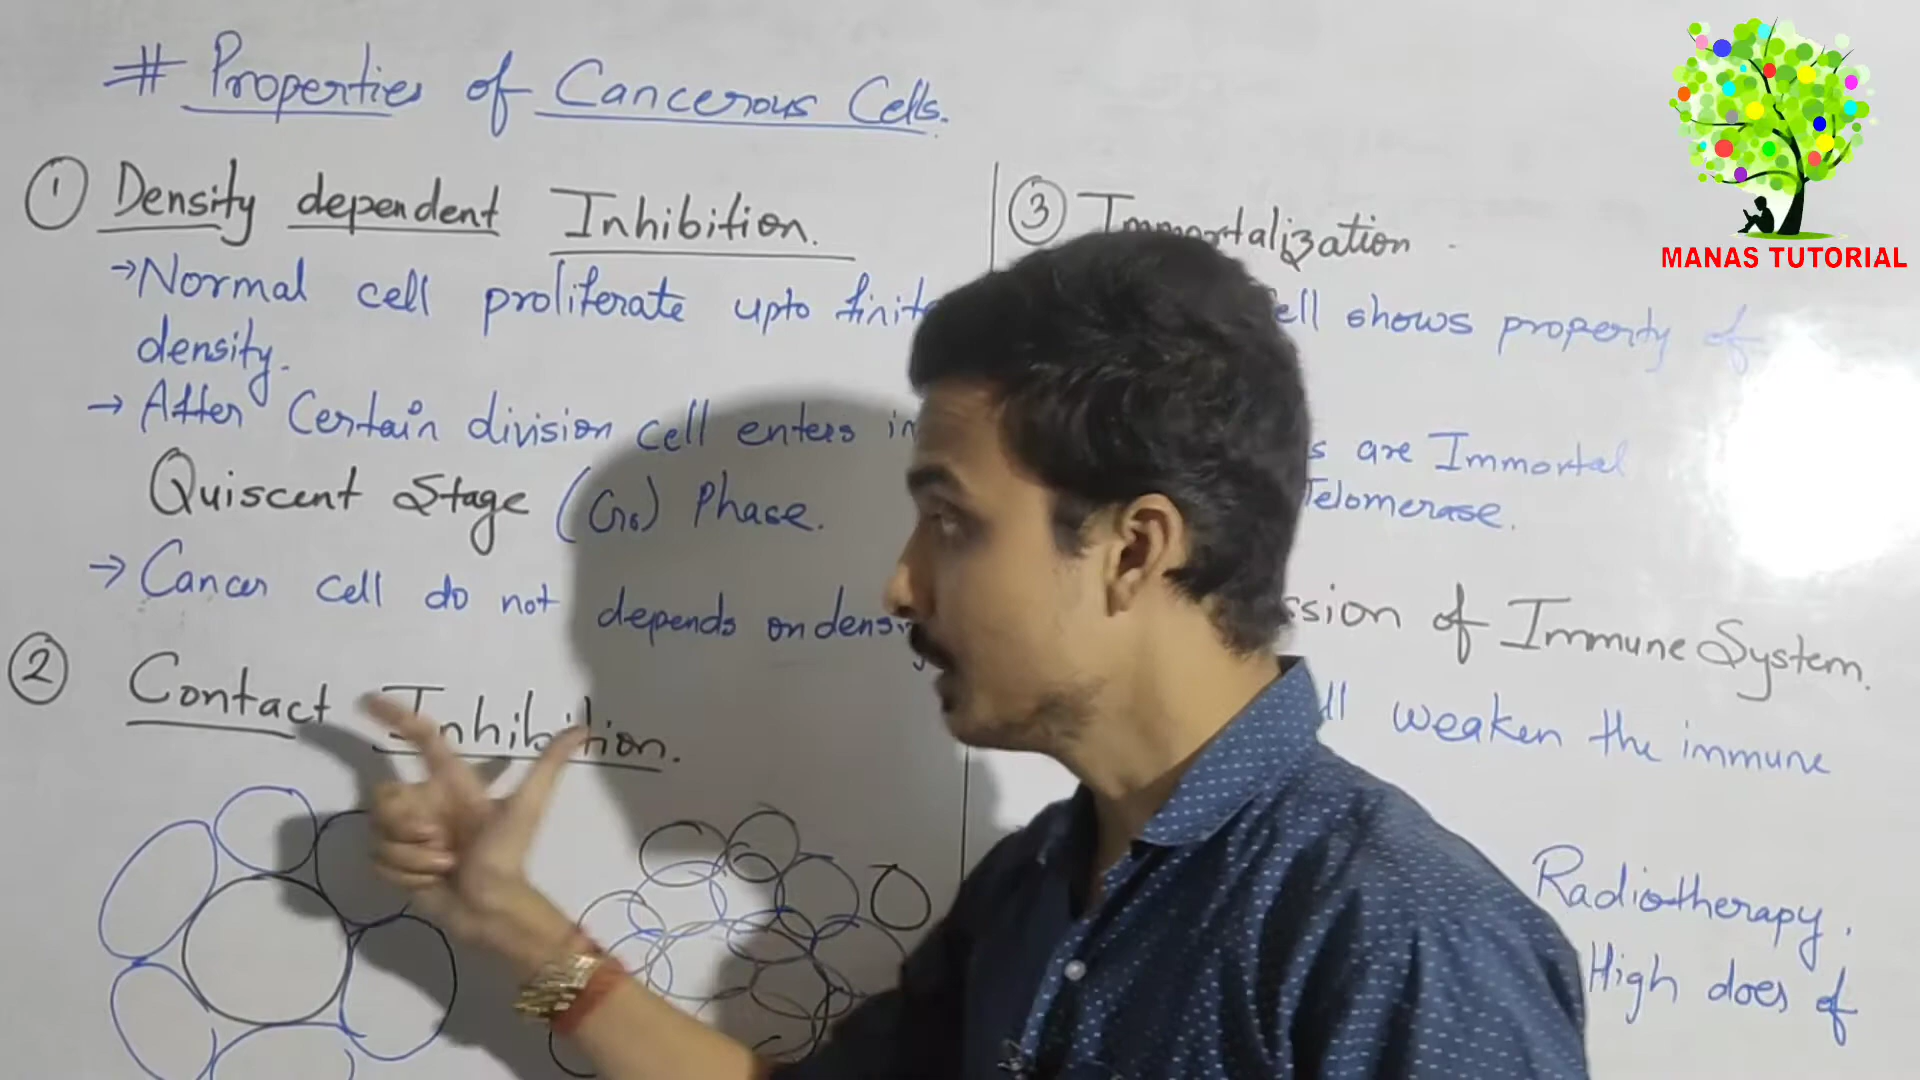 # Properties of Cancerous Cells.
① Density dependent Inhibition.
→ Normal cell proliferate upto finite
density.
→ After Certain division cell enters in
Quiscent Stage (G₀) Phase.
→ Cancer cell do not depends on densi
② Contact Inhibition.
③ Immortalization
ell shows property of
s are Immortal
Telomerase.
ssion of Immune System.
ll weaken the immune
Radiotherapy.
High does of
MANAS TUTORIAL